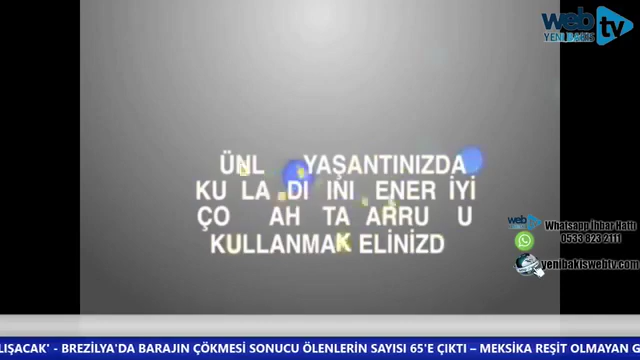 web tv
YENİ BAKIŞ
ÜNL YAŞANTINIZDA
KU LA DI INI ENER İYİ
ÇO AH TA ARRU U
KULLANMAK ELİNİZD
web
Whatsapp İhbar Hattı
0533 823 2111
yenibakiswebtv.com
LIŞACAK' - BREZİLYA'DA BARAJIN ÇÖKMESİ SONUCU ÖLENLERİN SAYISI 65'E ÇIKTI – MEKSİKA REŞİT OLMAYAN G